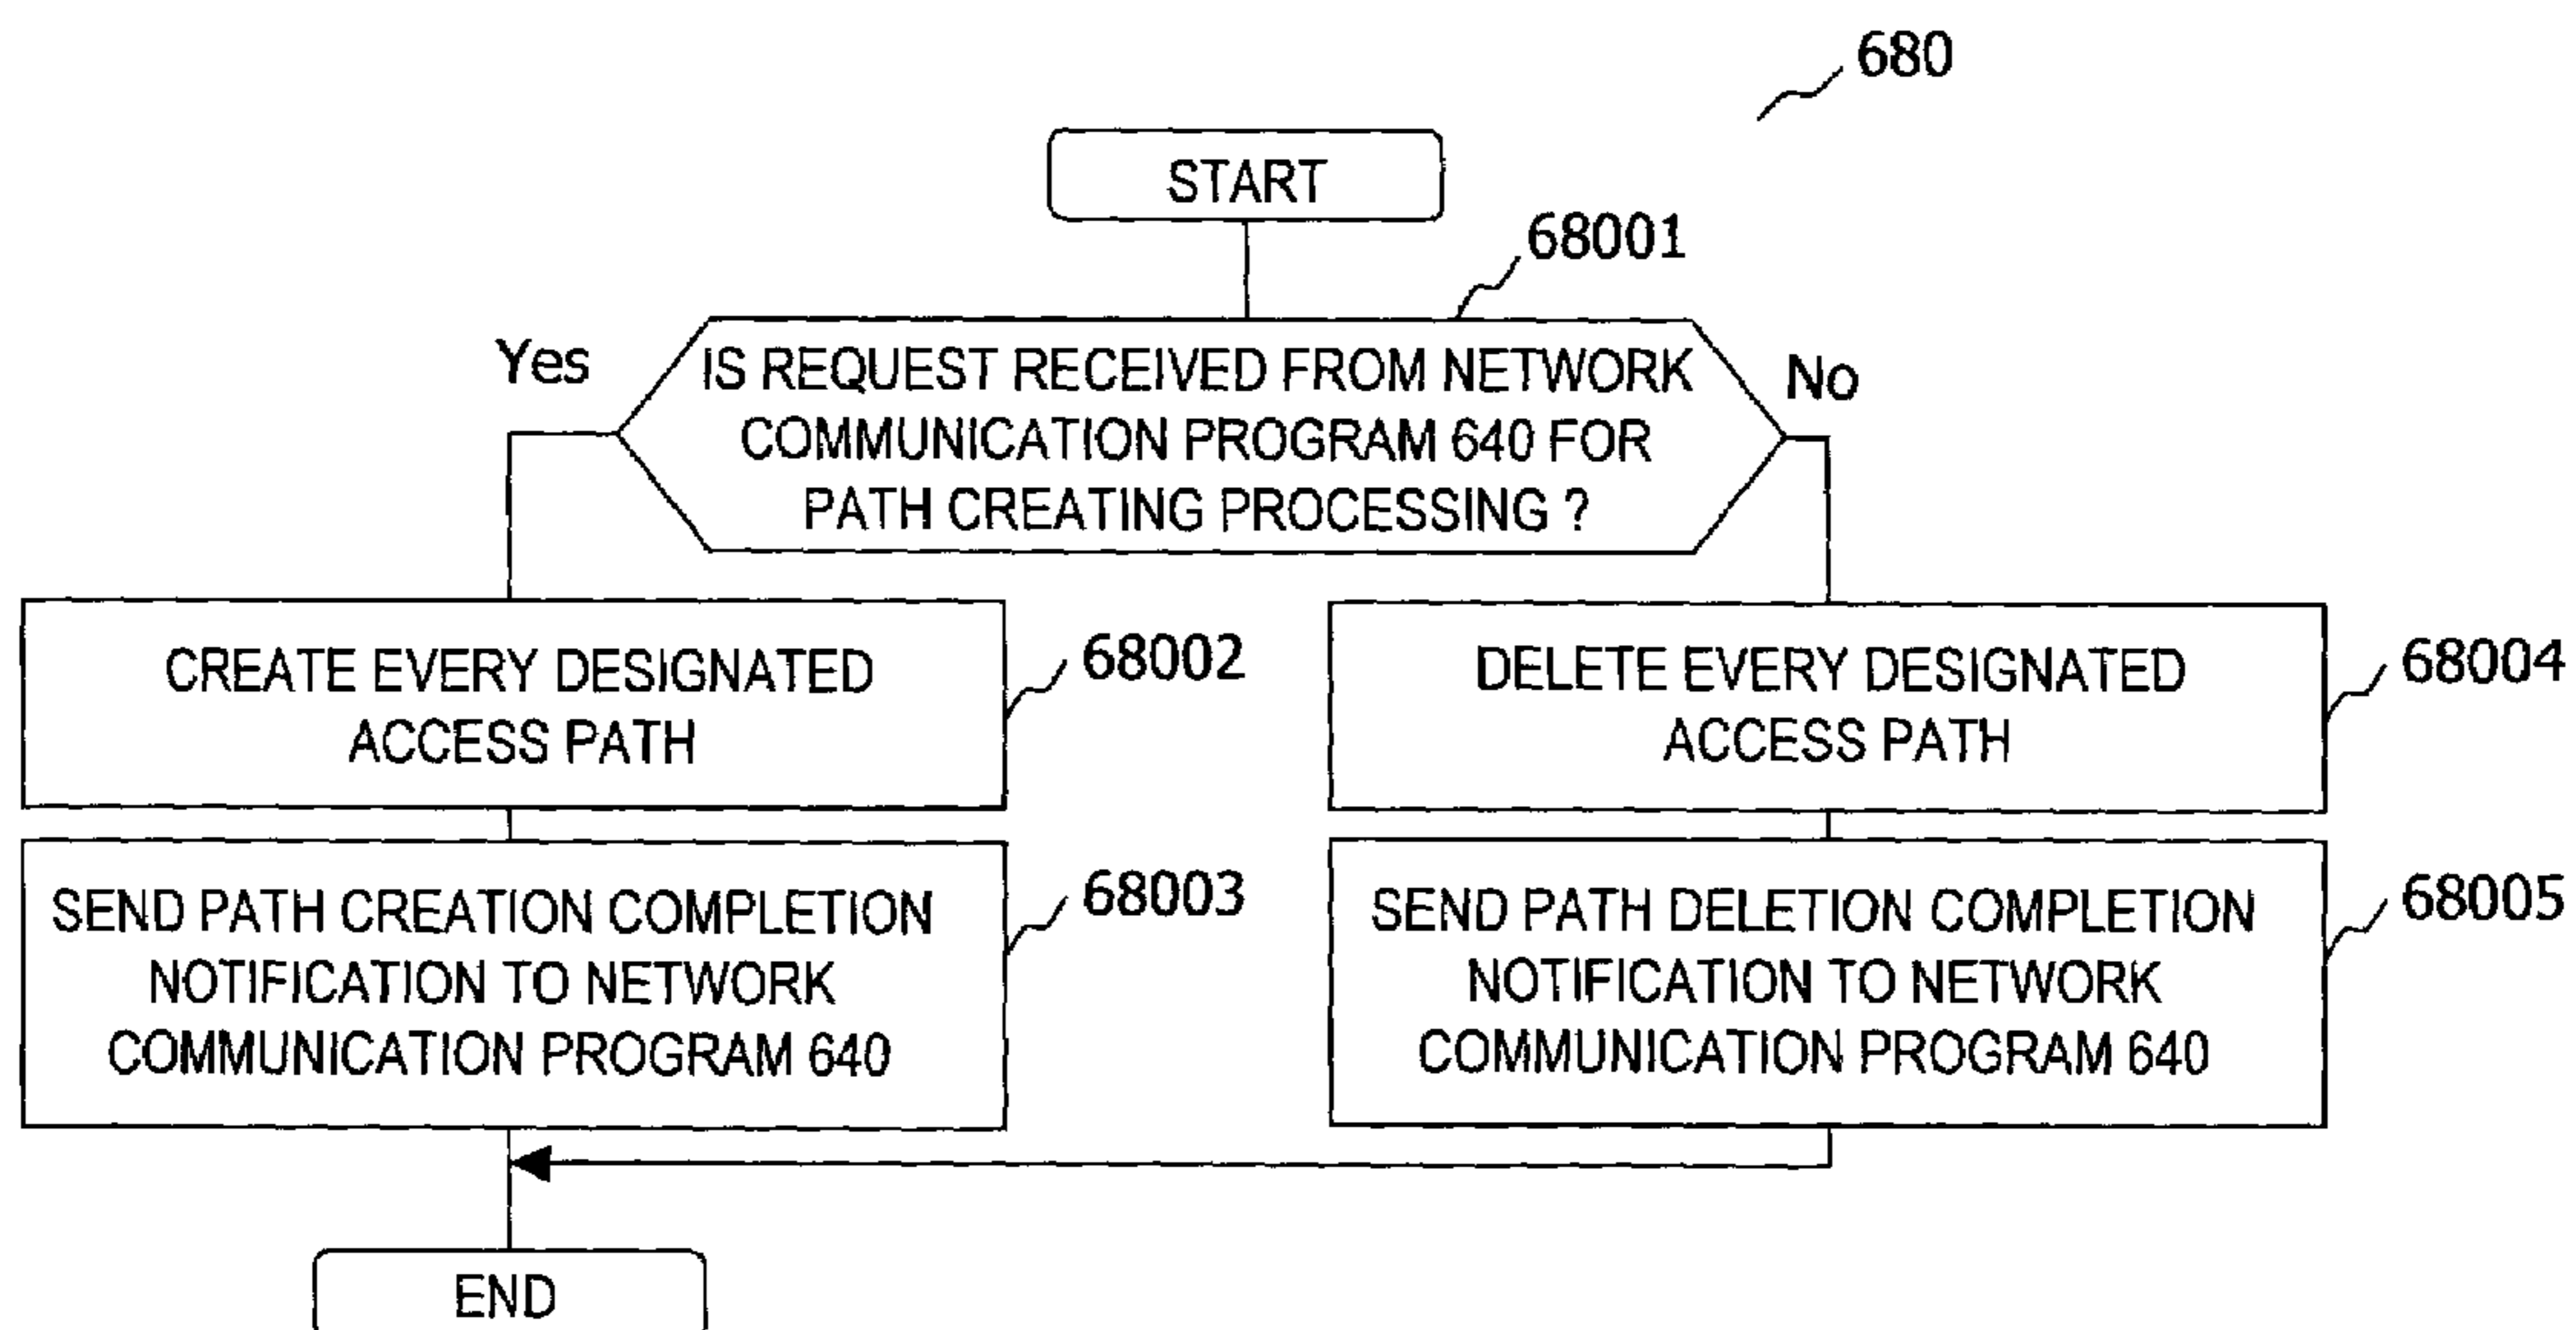 680
START
68001
Yes
IS REQUEST RECEIVED FROM NETWORK
COMMUNICATION PROGRAM 640 FOR
PATH CREATING PROCESSING ?
No
CREATE EVERY DESIGNATED
ACCESS PATH
68002
DELETE EVERY DESIGNATED
ACCESS PATH
68004
SEND PATH CREATION COMPLETION
NOTIFICATION TO NETWORK
COMMUNICATION PROGRAM 640
68003
SEND PATH DELETION COMPLETION
NOTIFICATION TO NETWORK
COMMUNICATION PROGRAM 640
68005
END